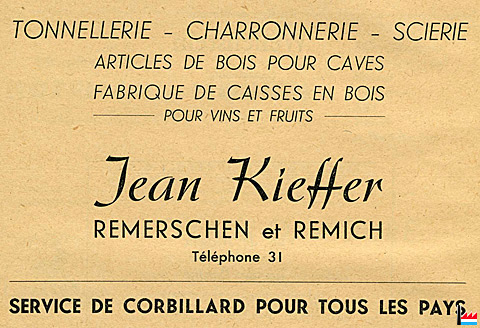 TONNELLERIE - CHARRONNERIE - SCIERIE
ARTICLES DE BOIS POUR CAVES
FABRIQUE DE CAISSES EN BOIS
POUR VINS ET FRUITS
Jean Kieffer
REMERSCHEN et REMICH
Téléphone 31
SERVICE DE CORBILLARD POUR TOUS LES PAYS